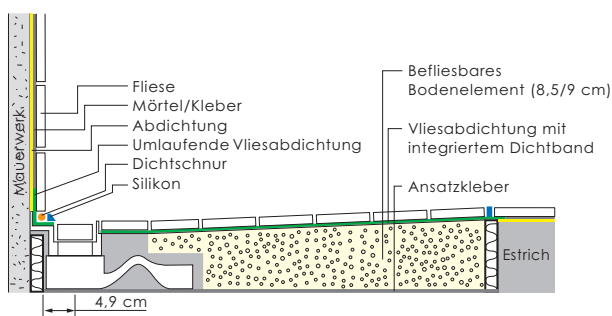 Fliese
Mörtel/Kleber
Abdichtung
Umlaufende Vliesabdichtung
Dichtschnur
Silikon
Mauerwerk
Befliesbares
Bodenelement (8,5/9 cm)
Vliesabdichtung mit
integriertem Dichtband
Ansatzkleber
Estrich
4,9 cm